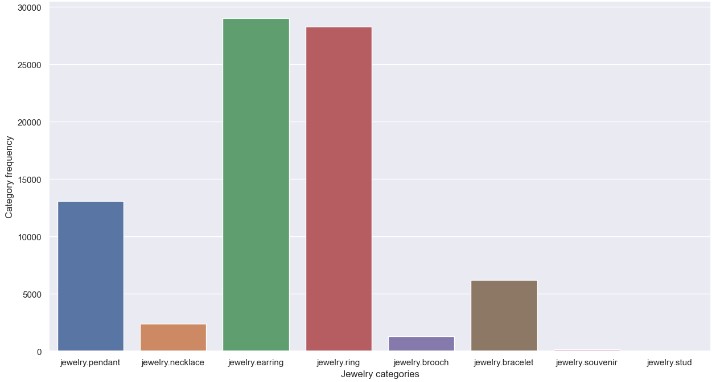 30000
25000
20000
15000
10000
5000
0
Category frequency
jewelry.pendant jewelry.necklace jewelry.earring jewelry.ring jewelry.brooch jewelry.bracelet jewelry.souvenir jewelry.stud
Jewelry categories